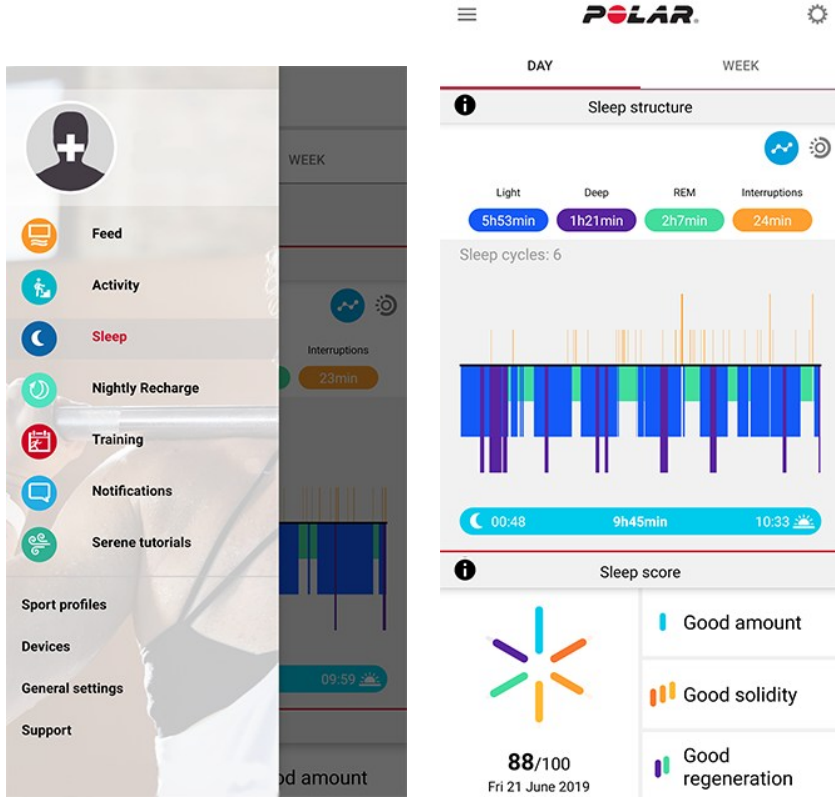 WEEK
Feed
Activity
Sleep
Interruptions
23min
Nightly Recharge
Training
Notifications
Serene tutorials
Sport profiles
Devices
General settings
09:59
Support
od amount
POLAR.
DAY WEEK
Sleep structure
Light Deep REM Interruptions
5h53min 1h21min 2h7min 24min
Sleep cycles: 6
00:48 9h45min 10:33
Sleep score
Good amount
Good solidity
88/100
Fri 21 June 2019
Good
regeneration